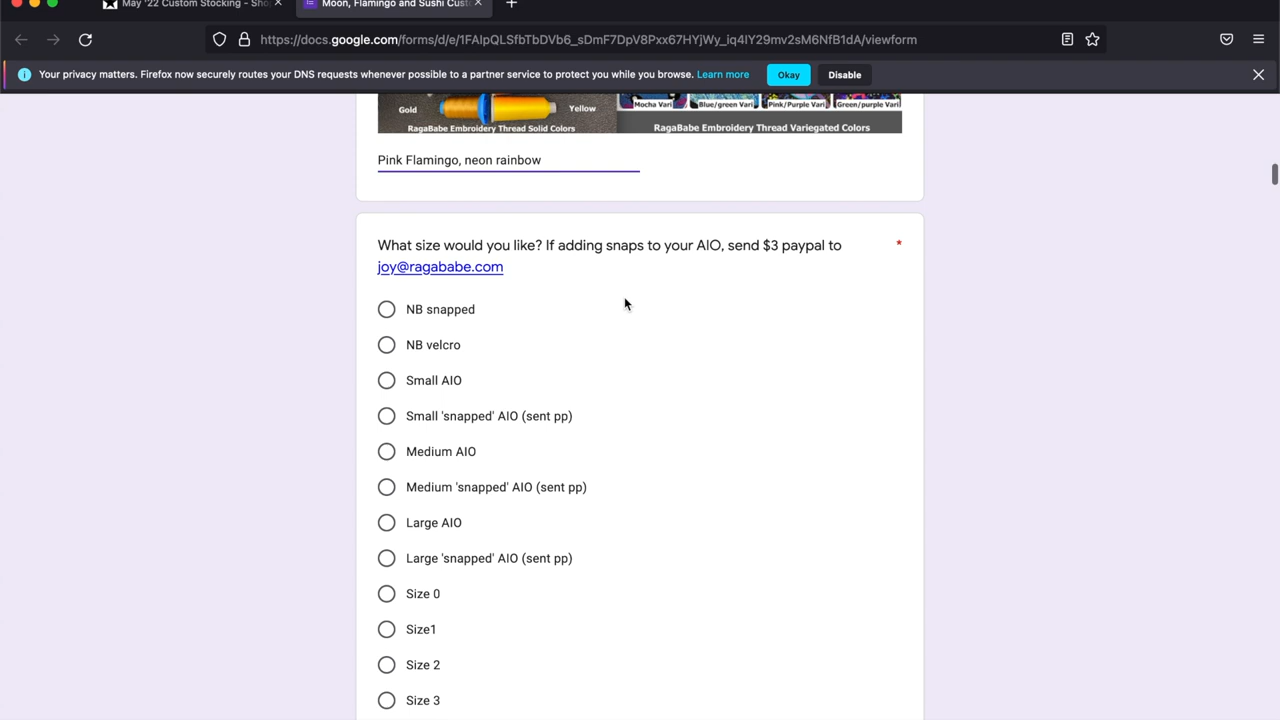 May '22 Custom Stocking - Sho
Moon, Flamingo and Sushi Cust
https://docs.google.com/forms/d/e/1FAIpQLSfbTbDVb6_sDmF7DpV8Pxx67HYjWy_iq4IY29mv2sM6NfB1dA/viewform
Your privacy matters. Firefox now securely routes your DNS requests whenever possible to a partner service to protect you while you browse. Learn more
Okay
Disable
Gold
Yellow
RagaBabe Embroidery Thread Solid Colors
Mocha Vari
Blue/green Vari
Pink/Purple Vari
Green/purple Vari
RagaBabe Embroidery Thread Variegated Colors
Pink Flamingo, neon rainbow
What size would you like? If adding snaps to your AIO, send $3 paypal to *
joy@ragababe.com
NB snapped
NB velcro
Small AIO
Small 'snapped' AIO (sent pp)
Medium AIO
Medium 'snapped' AIO (sent pp)
Large AIO
Large 'snapped' AIO (sent pp)
Size 0
Size1
Size 2
Size 3